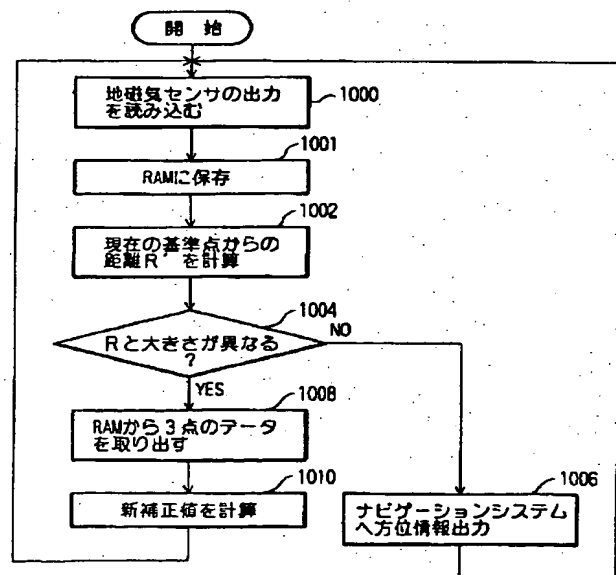 開 始
地磁気センサの出力
を読み込む
1000
1001
RAMに保存
1002
現在の基準点からの
距離R′を計算
1004
Rと大きさが異なる
?
NO
YES
1008
RAMから3点のデータ
を取り出す
1010
新補正値を計算
1006
ナビゲーションシステム
へ方位情報出力